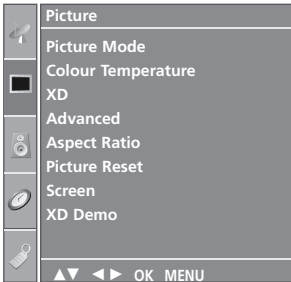 Picture
Picture Mode
Colour Temperature
XD
Advanced
Aspect Ratio
Picture Reset
Screen
XD Demo
▲▼ ◄► OK MENU